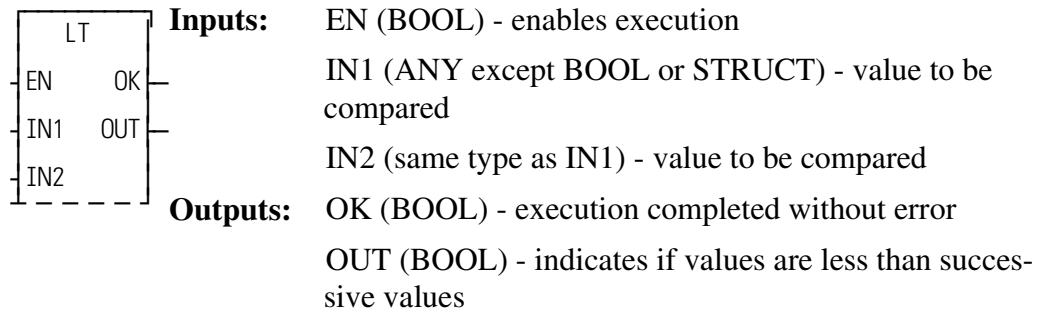 LT
EN OK
IN1 OUT
IN2
Inputs: EN (BOOL) - enables execution
IN1 (ANY except BOOL or STRUCT) - value to be
compared
IN2 (same type as IN1) - value to be compared
Outputs: OK (BOOL) - execution completed without error
OUT (BOOL) - indicates if values are less than succes-
sive values